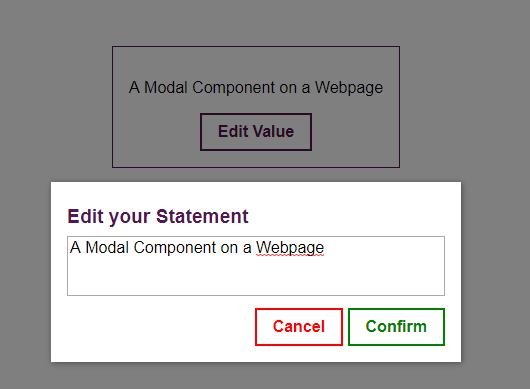 A Modal Component on a Webpage
Edit Value
Edit your Statement
A Modal Component on a Webpage
Cancel Confirm